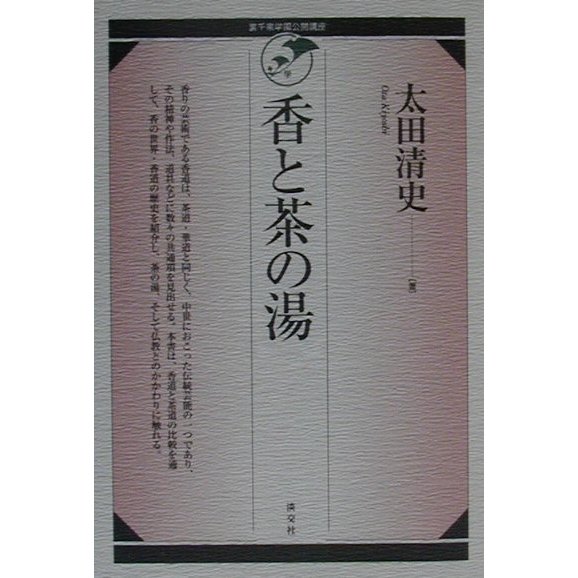 裏千家学園公開講座
太田清史
Ota Kiyoshi
［著］
香と茶の湯
香りの芸術である香道は、茶道・華道と同じく、中世におこった伝統芸能の一つであり、
その精神や作法、道具などに数々の共通項を見出せる。本書は、香道と茶道の比較を通
して、香の世界・香道の歴史を紹介し、茶の湯、そして仏教とのかかわりに触れる。
淡交社